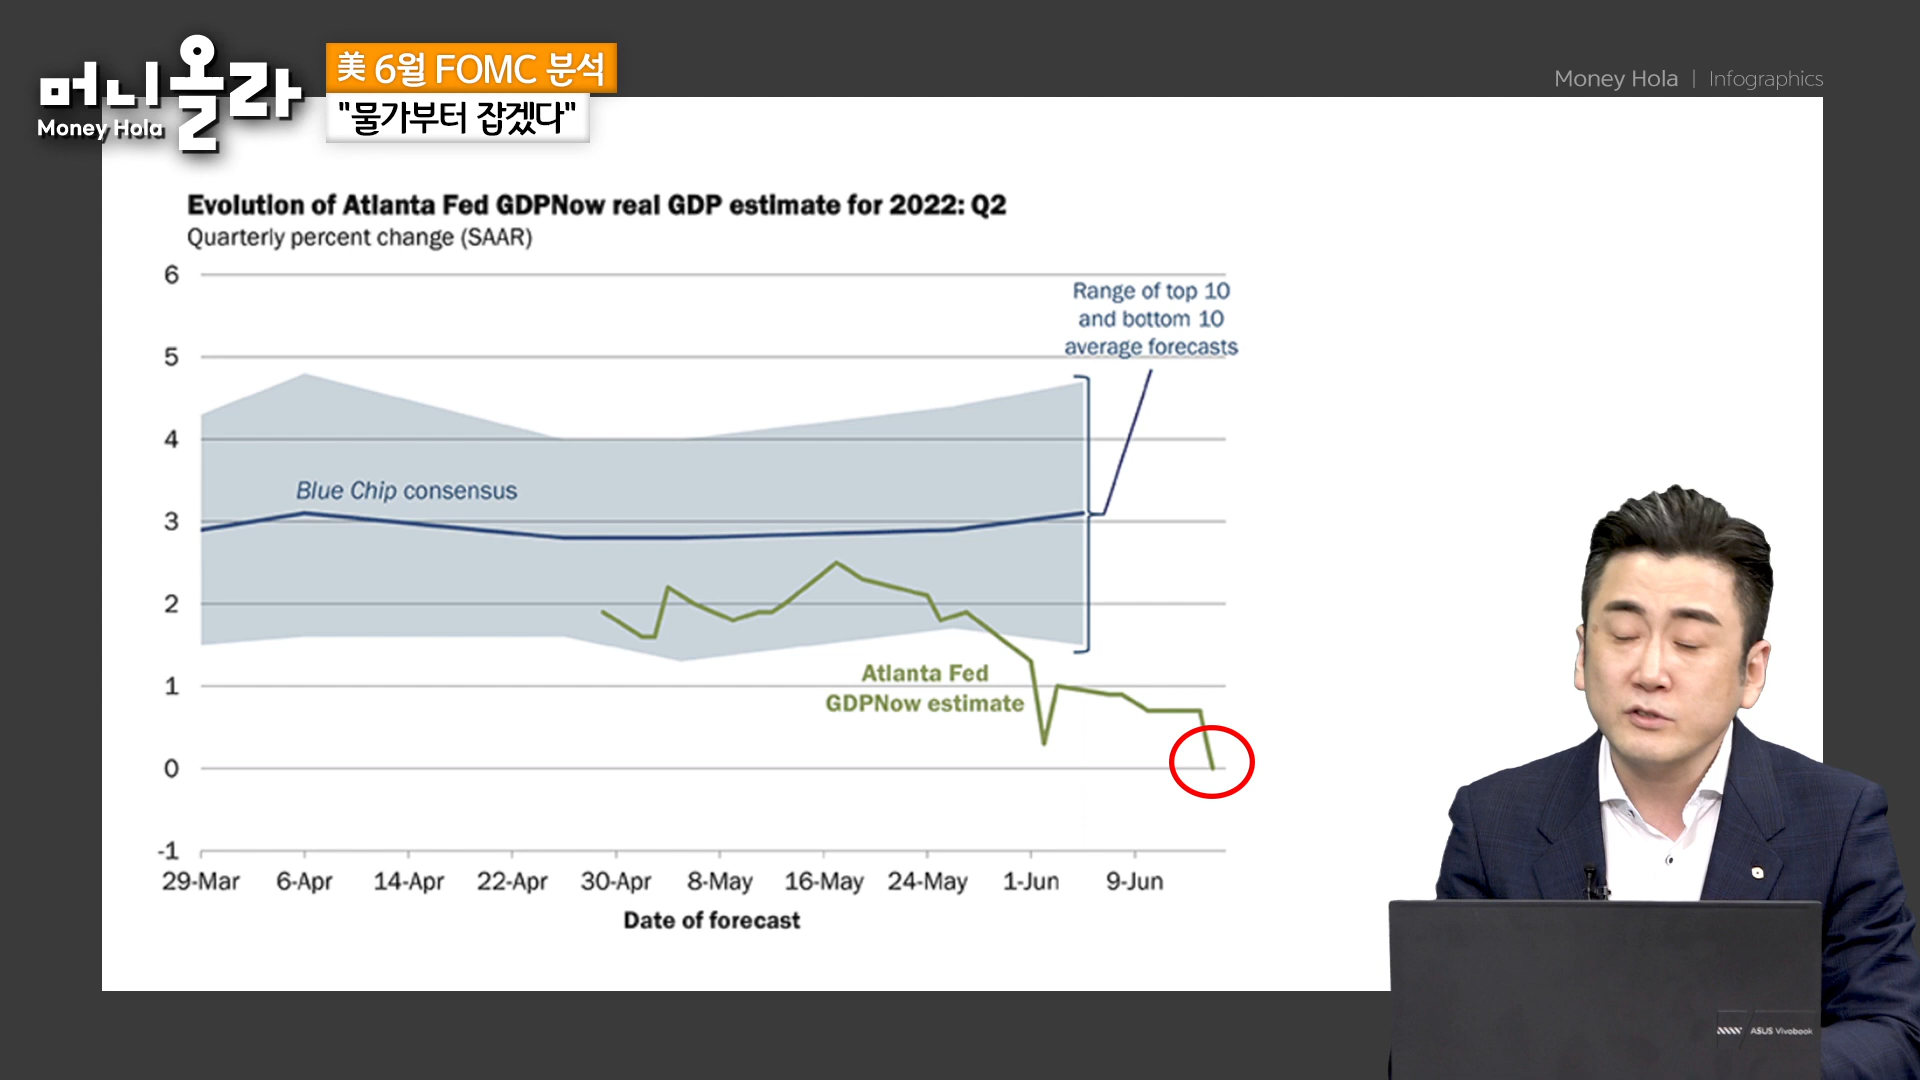 머니올라
Money Hola
美 6월 FOMC 분석
"물가부터 잡겠다"
Money Hola | Infographics
Evolution of Atlanta Fed GDPNow real GDP estimate for 2022: Q2
Quarterly percent change (SAAR)
6
5
4
3
2
1
0
-1
Range of top 10
and bottom 10
average forecasts
Blue Chip consensus
Atlanta Fed
GDPNow estimate
29-Mar 6-Apr 14-Apr 22-Apr 30-Apr 8-May 16-May 24-May 1-Jun 9-Jun
Date of forecast
ASUS Vivobook